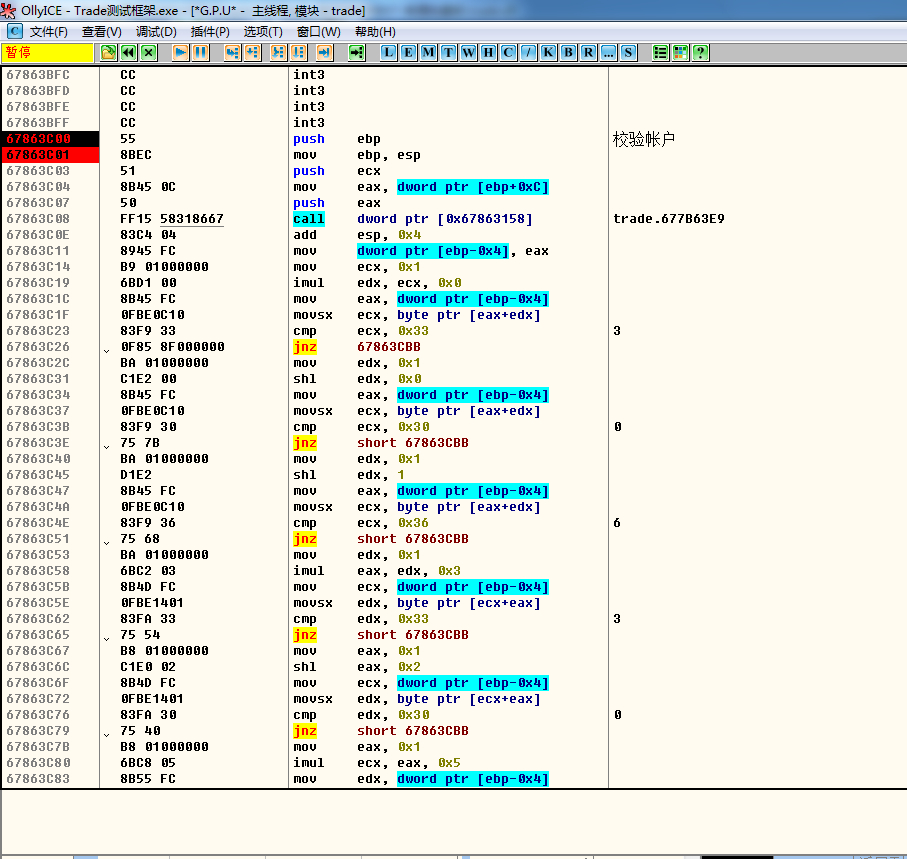 OllyICE - Trade测试框架.exe - [*G.P.U* - 主线程, 模块 - trade]
文件(F) 查看(V) 调试(D) 插件(P) 选项(T) 窗口(W) 帮助(H)
暂停 L E M T W H C / K B R ... S ?
67863BFC CC int3
67863BFD CC int3
67863BFE CC int3
67863BFF CC int3
67863C00 55 push ebp 校验帐户
67863C01 8BEC mov ebp, esp
67863C03 51 push ecx
67863C04 8B45 0C mov eax, dword ptr [ebp+0xC]
67863C07 50 push eax
67863C08 FF15 58318667 call dword ptr [0x67863158] trade.677B63E9
67863C0E 83C4 04 add esp, 0x4
67863C11 8945 FC mov dword ptr [ebp-0x4], eax
67863C14 B9 01000000 mov ecx, 0x1
67863C19 6BD1 00 imul edx, ecx, 0x0
67863C1C 8B45 FC mov eax, dword ptr [ebp-0x4]
67863C1F 0FBE0C10 movsx ecx, byte ptr [eax+edx]
67863C23 83F9 33 cmp ecx, 0x33 3
67863C26 0F85 8F000000 jnz 67863CBB
67863C2C BA 01000000 mov edx, 0x1
67863C31 C1E2 00 shl edx, 0x0
67863C34 8B45 FC mov eax, dword ptr [ebp-0x4]
67863C37 0FBE0C10 movsx ecx, byte ptr [eax+edx]
67863C3B 83F9 30 cmp ecx, 0x30 0
67863C3E 75 7B jnz short 67863CBB
67863C40 BA 01000000 mov edx, 0x1
67863C45 D1E2 shl edx, 1
67863C47 8B45 FC mov eax, dword ptr [ebp-0x4]
67863C4A 0FBE0C10 movsx ecx, byte ptr [eax+edx]
67863C4E 83F9 36 cmp ecx, 0x36 6
67863C51 75 68 jnz short 67863CBB
67863C53 BA 01000000 mov edx, 0x1
67863C58 6BC2 03 imul eax, edx, 0x3
67863C5B 8B4D FC mov ecx, dword ptr [ebp-0x4]
67863C5E 0FBE1401 movsx edx, byte ptr [ecx+eax]
67863C62 83FA 33 cmp edx, 0x33 3
67863C65 75 54 jnz short 67863CBB
67863C67 B8 01000000 mov eax, 0x1
67863C6C C1E0 02 shl eax, 0x2
67863C6F 8B4D FC mov ecx, dword ptr [ebp-0x4]
67863C72 0FBE1401 movsx edx, byte ptr [ecx+eax]
67863C76 83FA 30 cmp edx, 0x30 0
67863C79 75 40 jnz short 67863CBB
67863C7B B8 01000000 mov eax, 0x1
67863C80 6BC8 05 imul ecx, eax, 0x5
67863C83 8B55 FC mov edx, dword ptr [ebp-0x4]